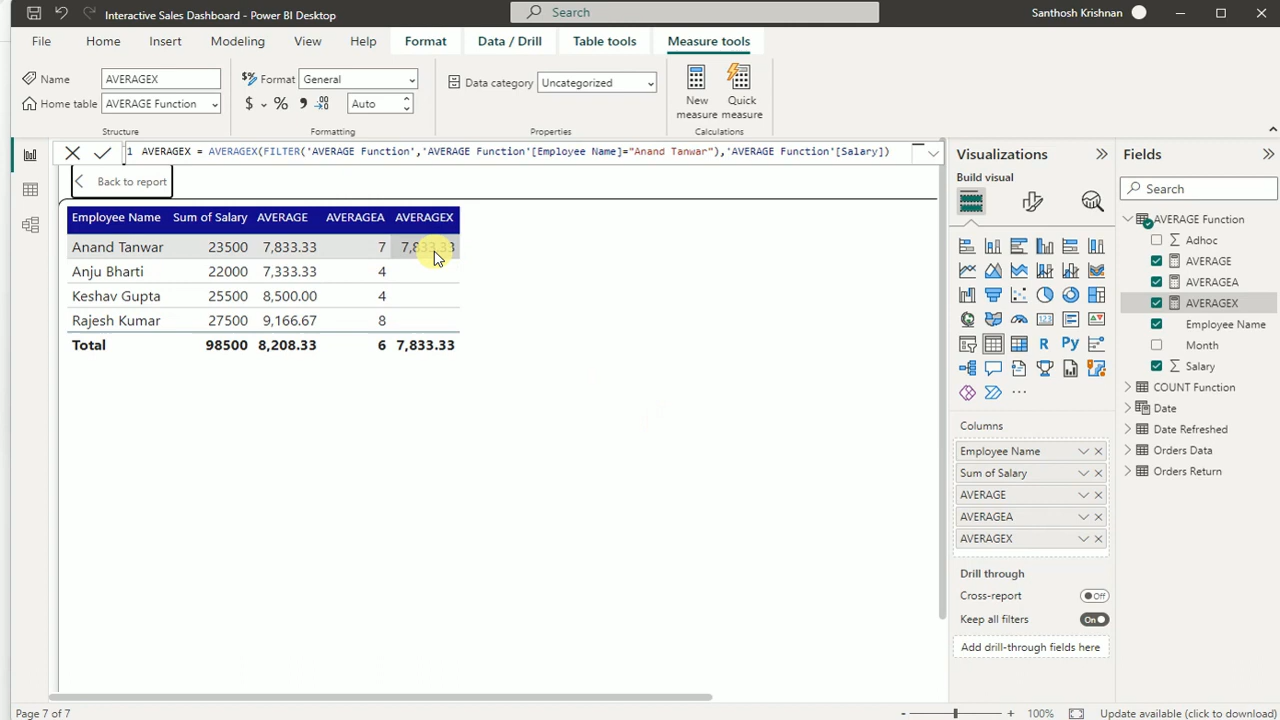 Interactive Sales Dashboard - Power BI Desktop
Search
Santhosh Krishnan
File Home Insert Modeling View Help Format Data / Drill Table tools Measure tools
Name AVERAGEX
Home table AVERAGE Function
Structure
Format General
$ % Auto
Formatting
Data category Uncategorized
Properties
New measure
Quick measure
Calculations
1 AVERAGEX = AVERAGEX(FILTER('AVERAGE Function','AVERAGE Function'[Employee Name]="Anand Tanwar"),'AVERAGE Function'[Salary])
Back to report
Employee Name Sum of Salary AVERAGE AVERAGEA AVERAGEX
Anand Tanwar 23500 7,833.33 7 7,833.33
Anju Bharti 22000 7,333.33 4
Keshav Gupta 25500 8,500.00 4
Rajesh Kumar 27500 9,166.67 8
Total 98500 8,208.33 6 7,833.33
Visualizations
Build visual
R Py
Columns
Employee Name
Sum of Salary
AVERAGE
AVERAGEA
AVERAGEX
Drill through
Cross-report Off
Keep all filters On
Add drill-through fields here
Fields
Search
AVERAGE Function
Adhoc
AVERAGE
AVERAGEA
AVERAGEX
Employee Name
Month
Salary
COUNT Function
Date
Date Refreshed
Orders Data
Orders Return
Page 7 of 7
- + 100% Update available (click to download)